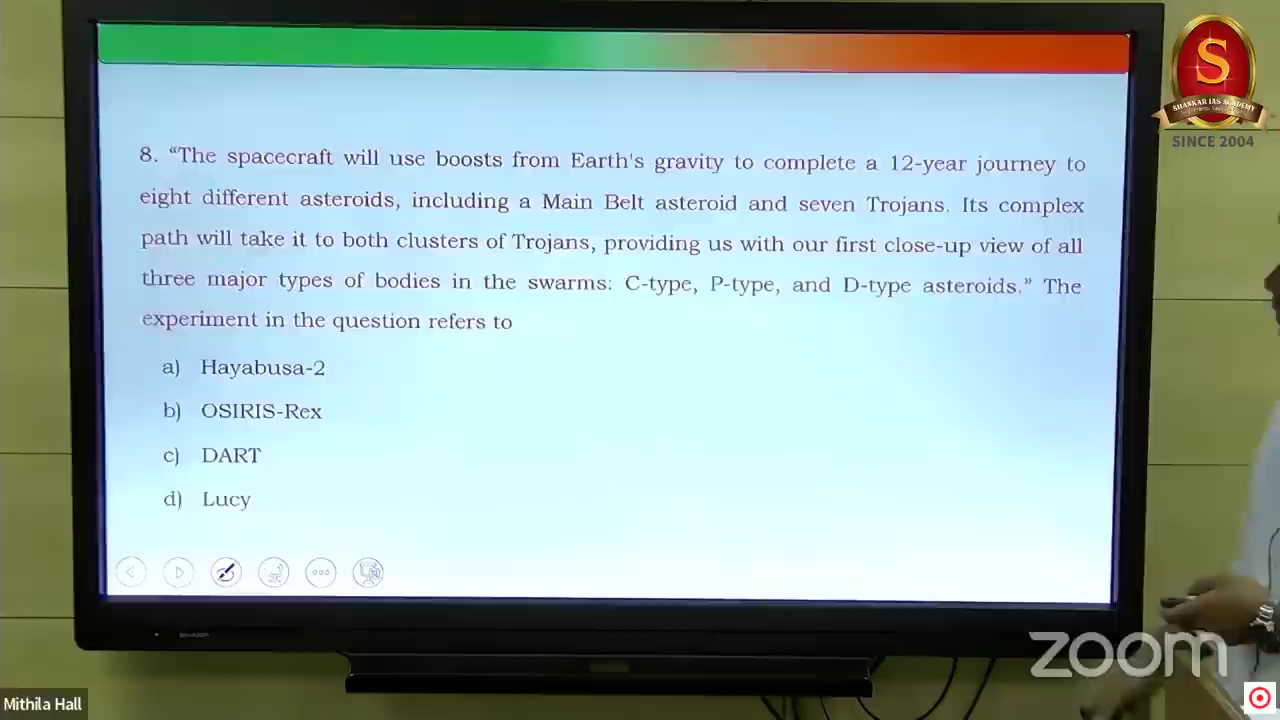 S
SHANKAR IAS ACADEMY
SINCE 2004
8. “The spacecraft will use boosts from Earth's gravity to complete a 12-year journey to
eight different asteroids, including a Main Belt asteroid and seven Trojans. Its complex
path will take it to both clusters of Trojans, providing us with our first close-up view of all
three major types of bodies in the swarms: C-type, P-type, and D-type asteroids.” The
experiment in the question refers to
a) Hayabusa-2
b) OSIRIS-Rex
c) DART
d) Lucy
SHARP
zoom
Mithila Hall